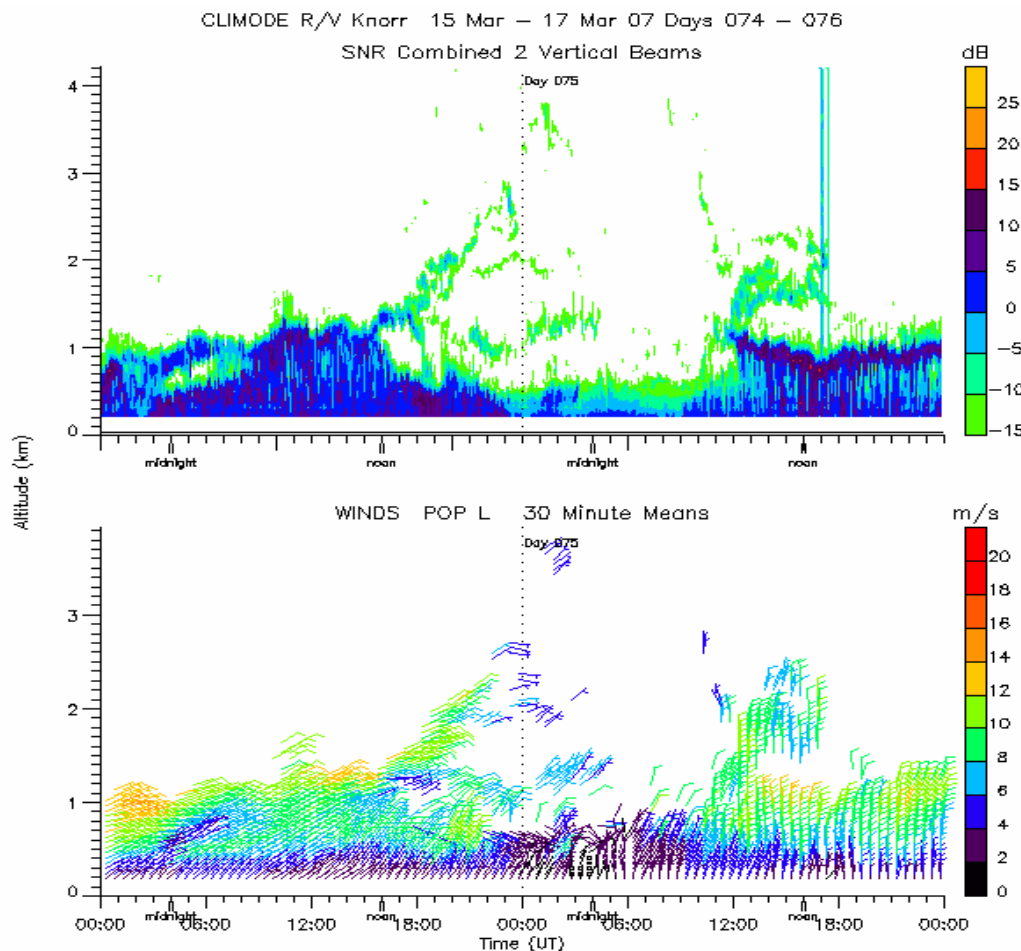 CLIMODE R/V Knorr 15 Mar – 17 Mar 07 Days 074 – 076
SNR Combined 2 Vertical Beams
dB
Day 075
4
3
2
1
0
25
20
15
10
5
0
−5
−10
−15
midnight
noon
midnight
noon
Altitude (km)
WINDS POP L 30 Minute Means
m/s
Day 075
3
2
1
0
20
18
16
14
12
10
8
6
4
2
0
midnight
noon
midnight
noon
00:00 06:00 12:00 18:00 00:00 06:00 12:00 18:00 00:00
Time (UT)